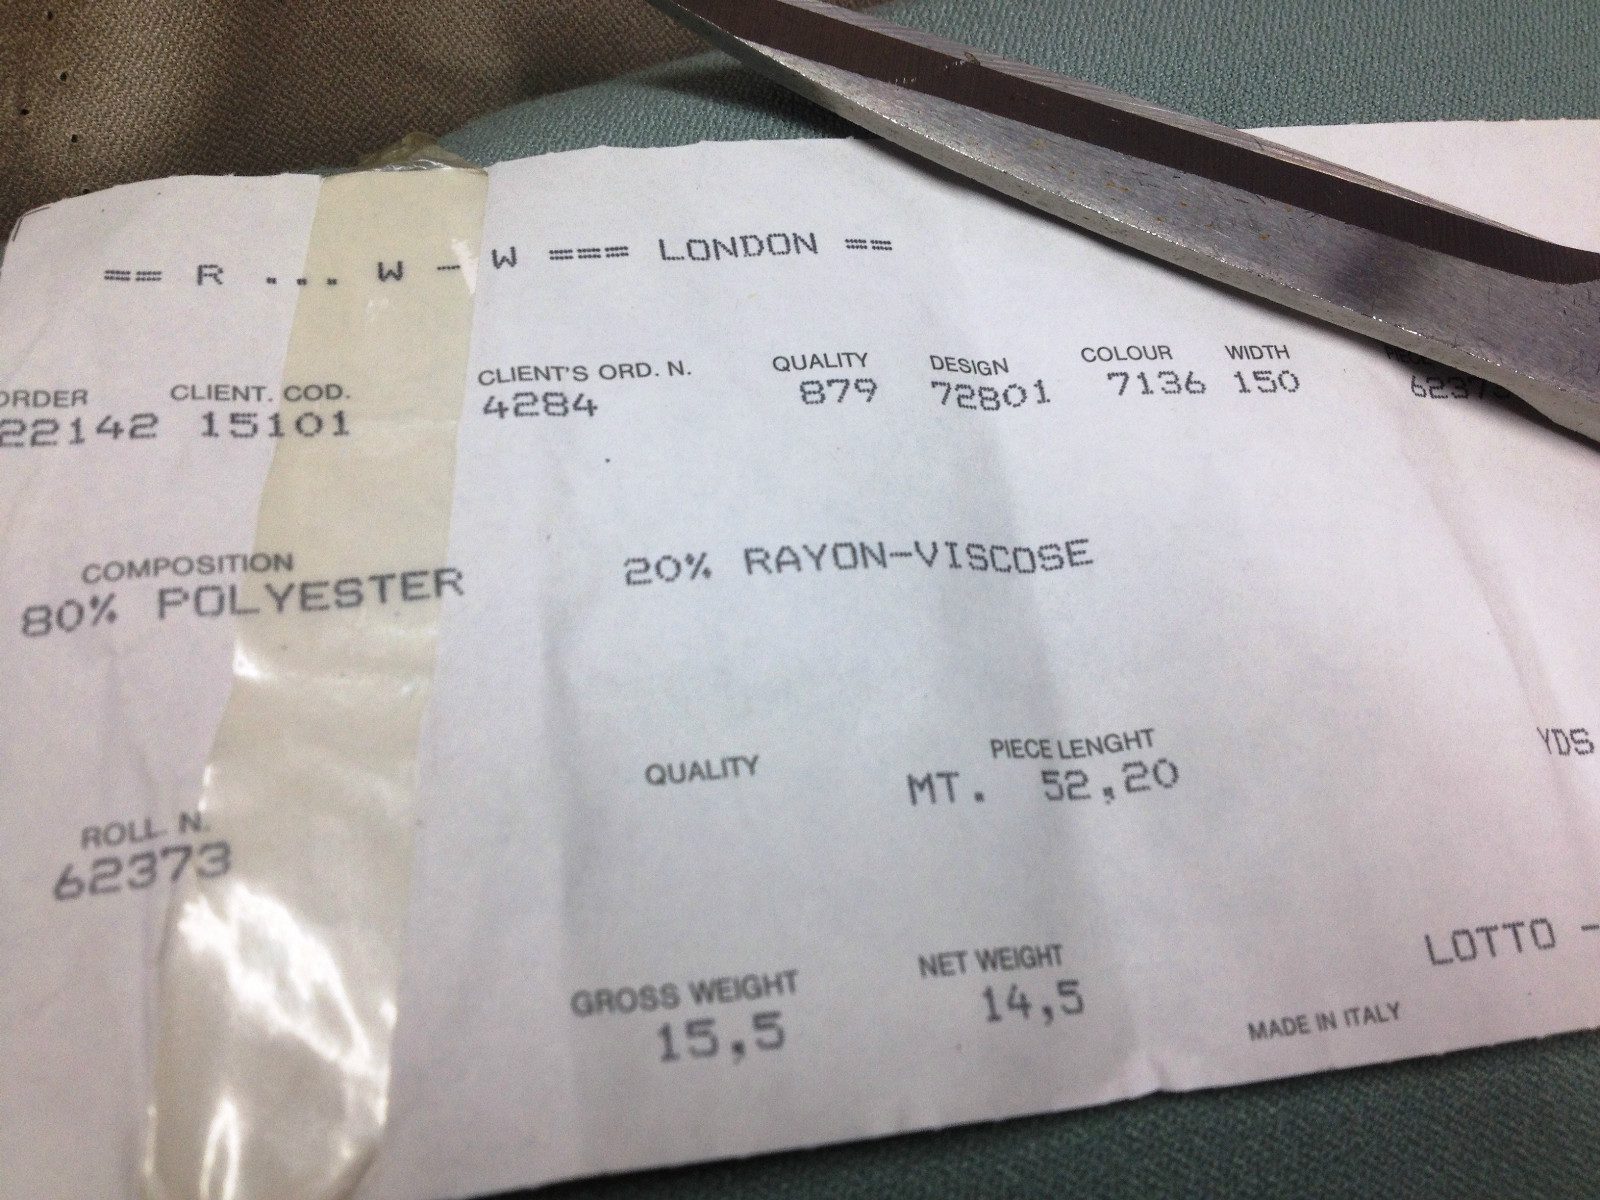 == R ... W - W === LONDON ==
ORDER CLIENT. COD. CLIENT'S ORD. N. QUALITY DESIGN COLOUR WIDTH
22142 15101 4284 879 72801 7136 150 62373
COMPOSITION
80% POLYESTER 20% RAYON-VISCOSE
QUALITY PIECE LENGHT
MT. 52,20 YDS
ROLL N.
62373
LOTTO -
GROSS WEIGHT NET WEIGHT
15,5 14,5
MADE IN ITALY